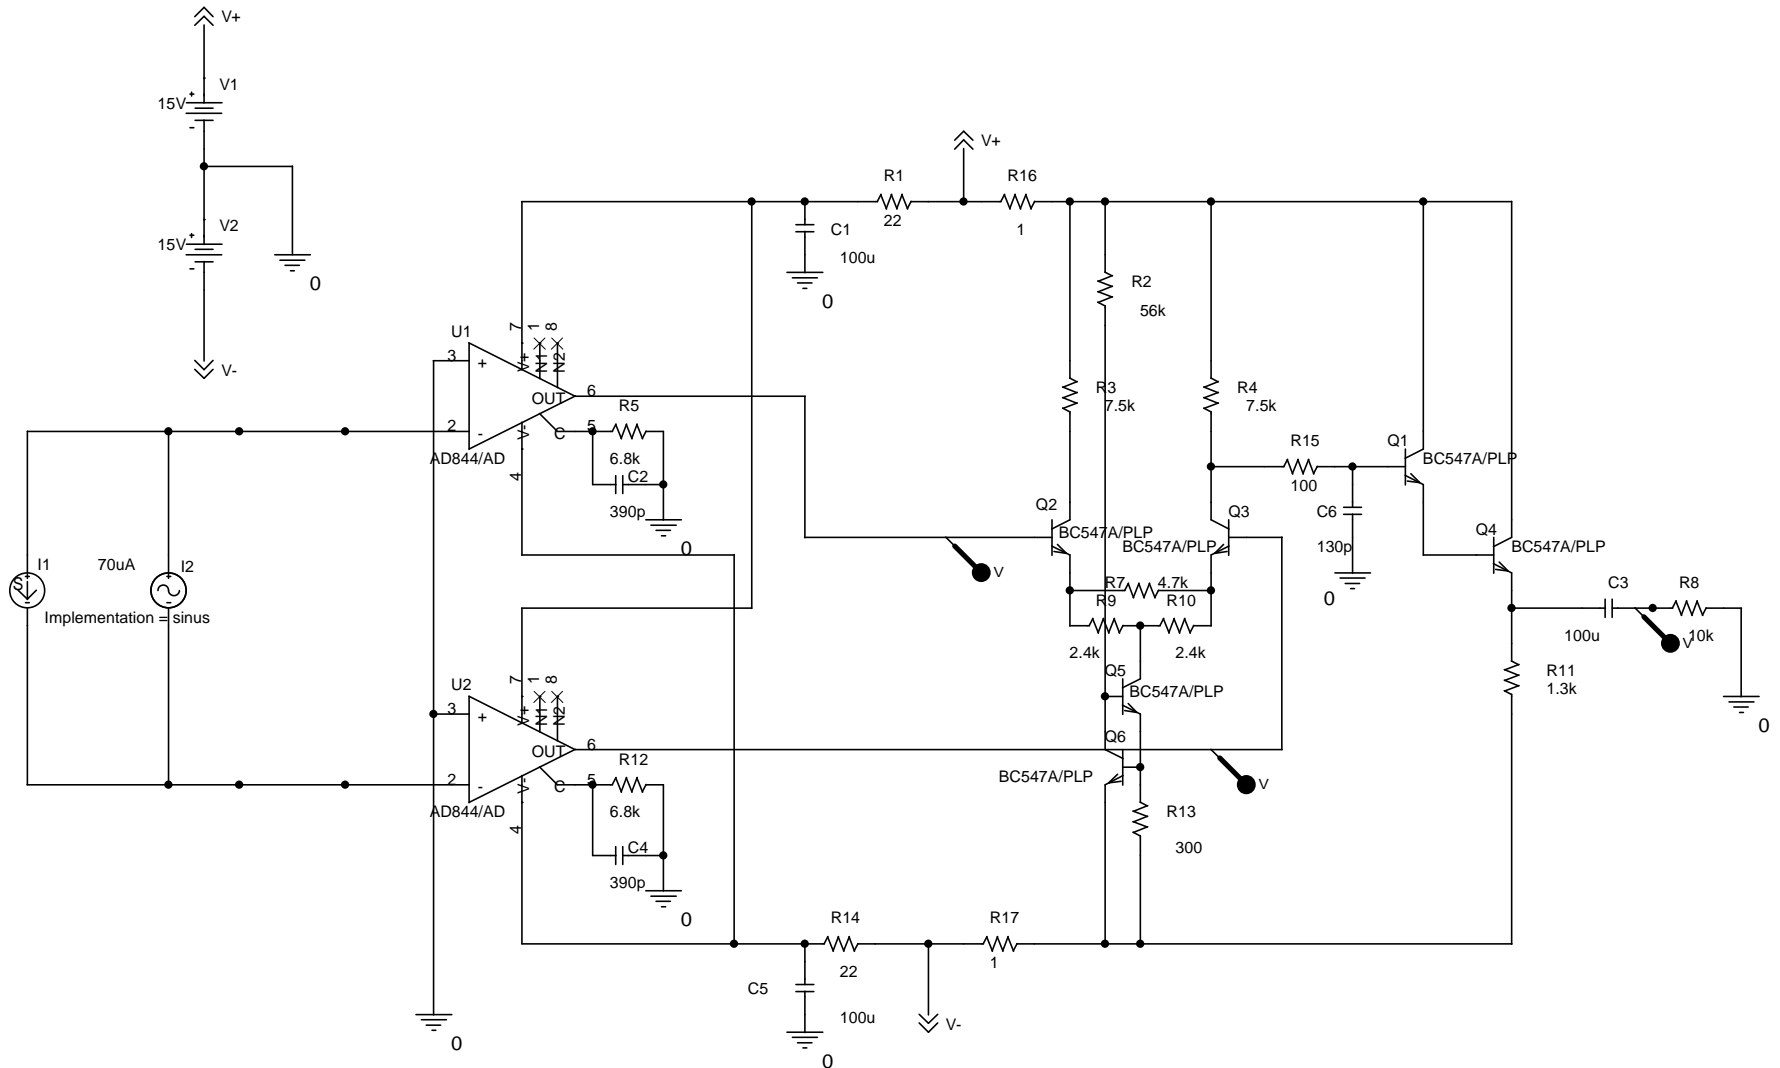 V+
V1
15V
V2
15V
0
V-
V+
R1
22
R16
1
C1
100u
0
R2
56k
U1
7
1
8
3
+
V+
N1
N2
OUT
6
2
-
V-
C
5
AD844/AD
4
R5
6.8k
C2
390p
0
R3
7.5k
R4
7.5k
R15
100
Q1
BC547A/PLP
C6
130p
0
Q2
BC547A/PLP
Q3
BC547A/PLP
Q4
BC547A/PLP
V
R7
4.7k
R9
2.4k
R10
2.4k
I1
S
Implementation = sinus
70uA
I2
C3
100u
R8
10k
V
0
R11
1.3k
Q5
BC547A/PLP
Q6
BC547A/PLP
V
R13
300
U2
7
1
8
3
+
V+
N1
N2
OUT
6
2
-
V-
C
5
AD844/AD
4
R12
6.8k
C4
390p
0
R14
22
R17
1
C5
100u
0
V-
0